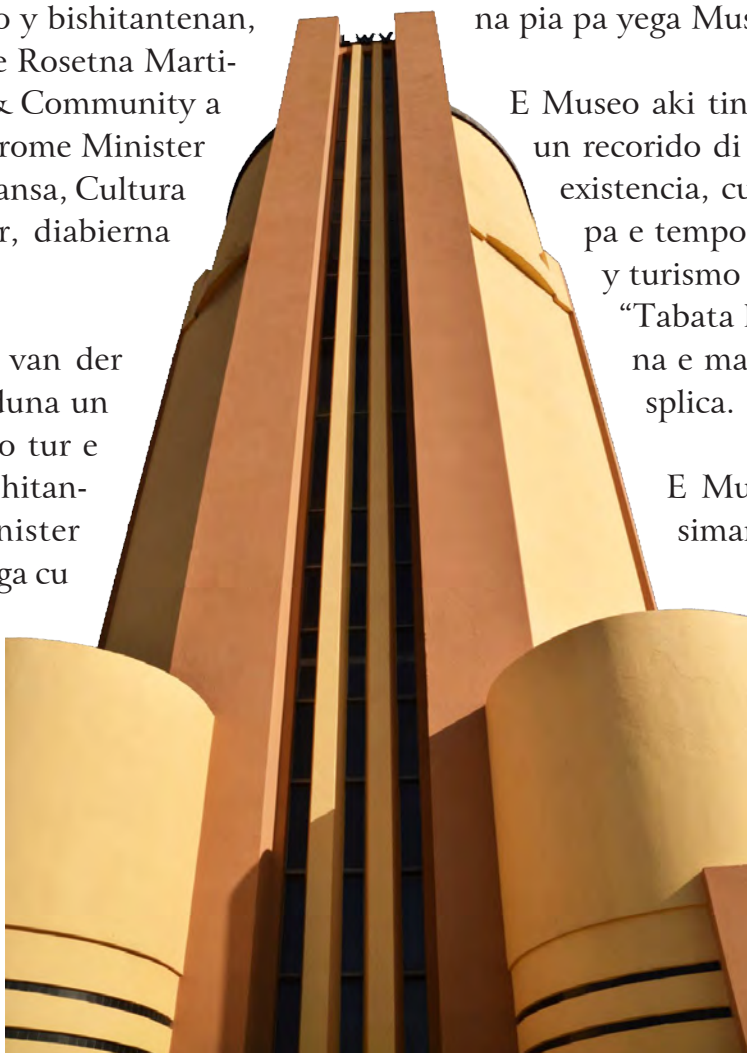 o y bishitantenan,
e Rosetna Marti-
& Community a
rome Minister
ansa, Cultura
r, diabierna
van der
duna un
o tur e
hitan-
nister
ga cu
na pia pa yega Mus
E Museo aki tin
un recorido di
existencia, cu
pa e tempo
y turismo
“Tabata
na e ma
splica.
E Mu
simar